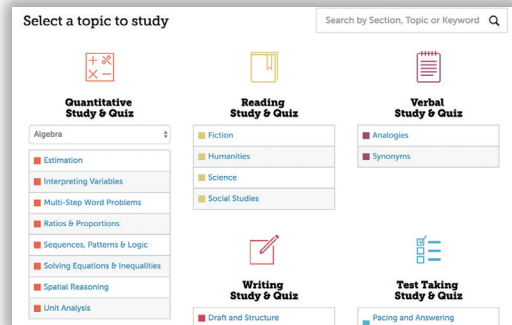 Select a topic to study
Search by Section, Topic or Keyword
Quantitative
Study & Quiz
Algebra
Estimation
Interpreting Variables
Multi-Step Word Problems
Ratios & Proportions
Sequences, Patterns & Logic
Solving Equations & Inequalities
Spatial Reasoning
Unit Analysis
Reading
Study & Quiz
Fiction
Humanities
Science
Social Studies
Verbal
Study & Quiz
Analogies
Synonyms
Writing
Study & Quiz
Draft and Structure
Test Taking
Study & Quiz
Pacing and Answering